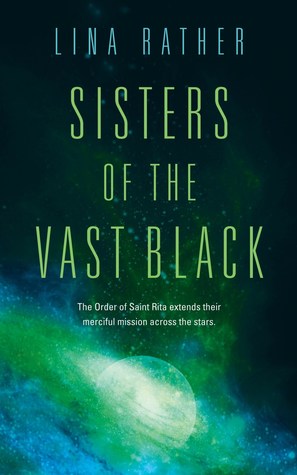 LINA RATHER
SISTERS
OF THE
VAST BLACK
The Order of Saint Rita extends their
merciful mission across the stars.